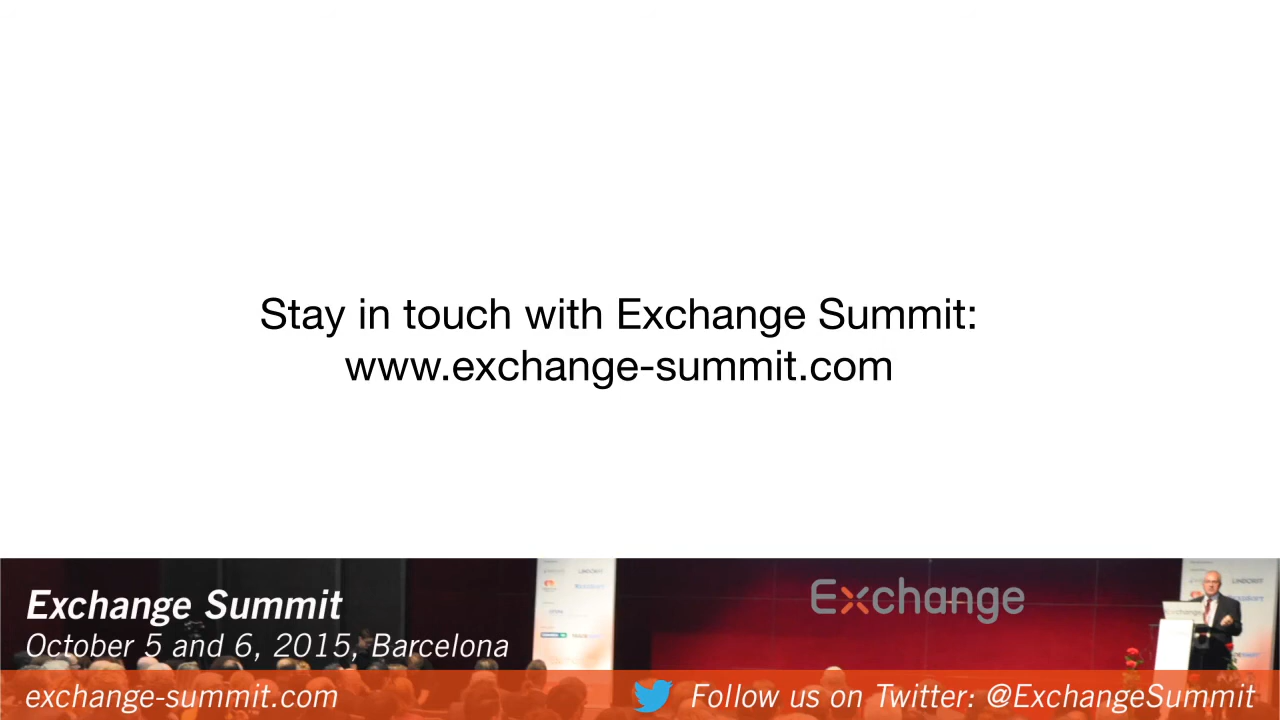 Stay in touch with Exchange Summit:
www.exchange-summit.com
Exchange
Exchange Summit
October 5 and 6, 2015, Barcelona
exchange-summit.com
Follow us on Twitter: @ExchangeSummit